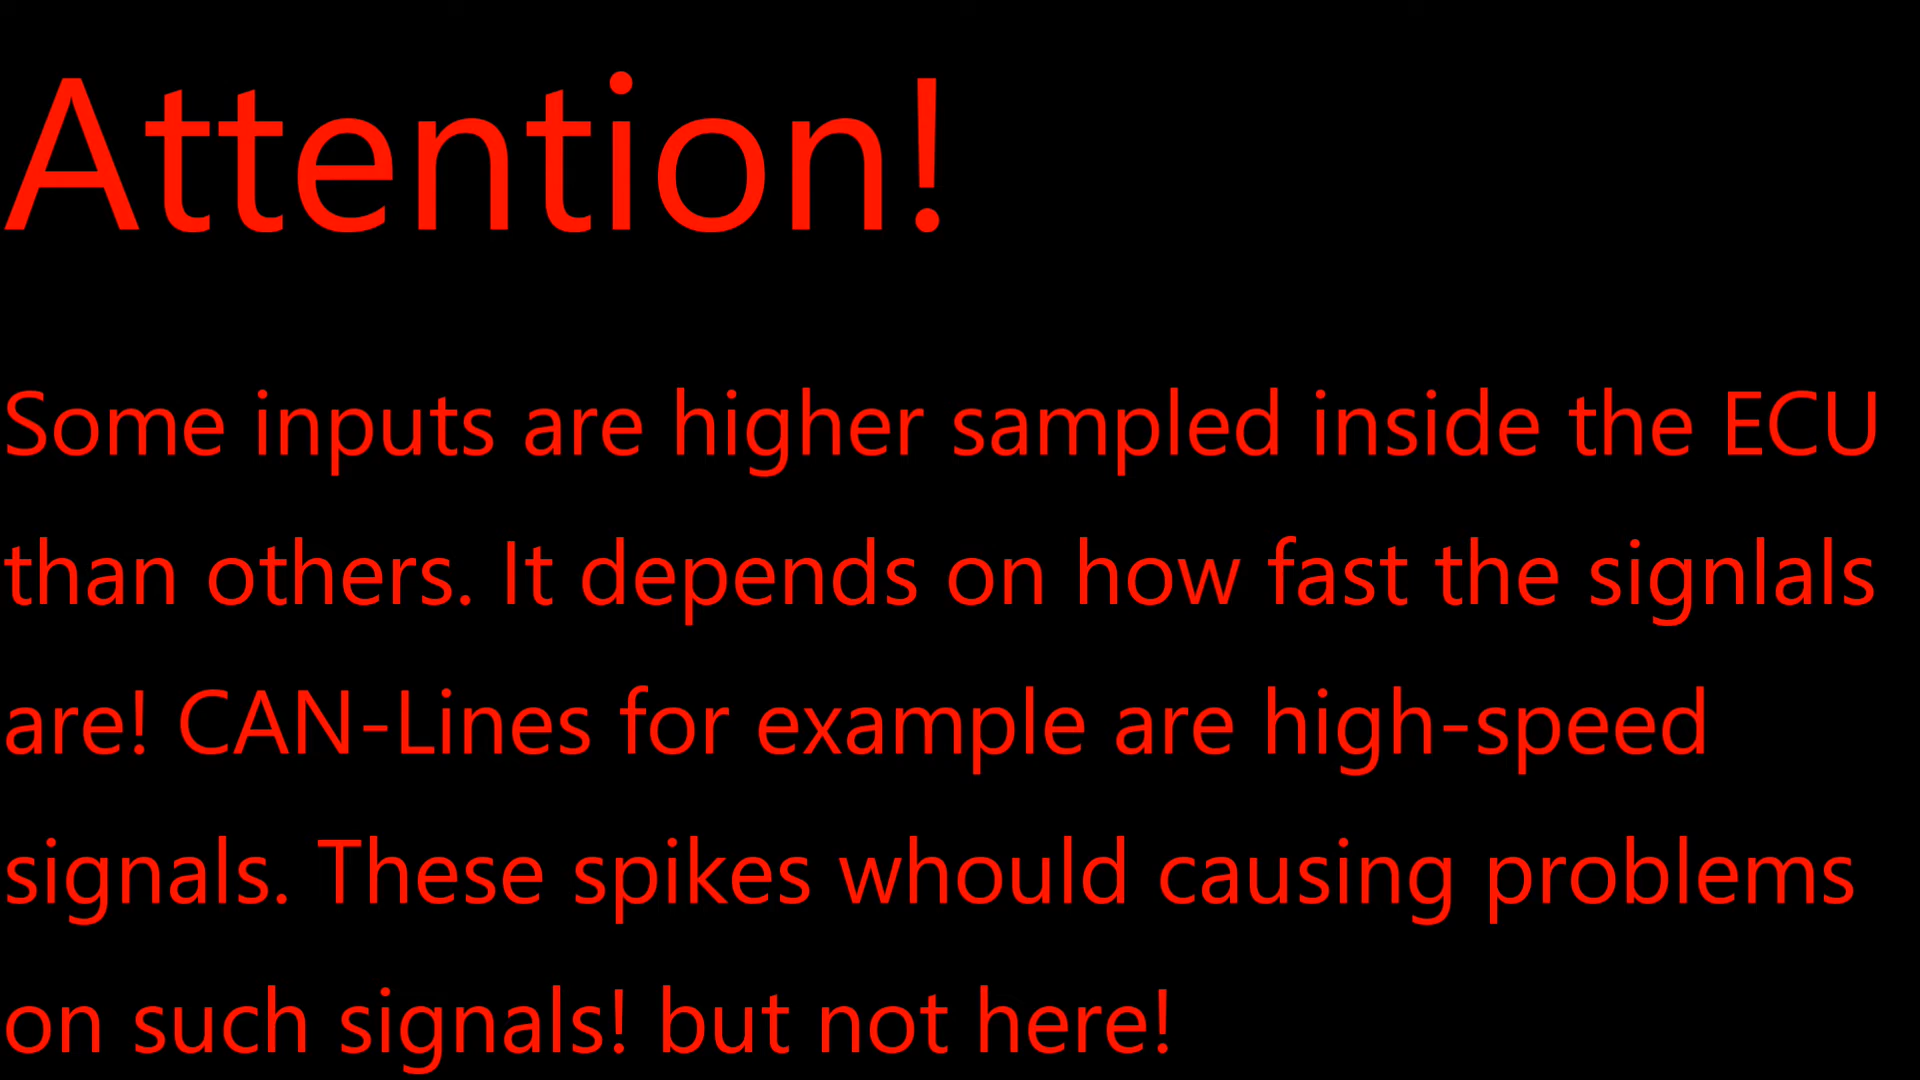 Attention!
Some inputs are higher sampled inside the ECU
than others. It depends on how fast the signlals
are! CAN-Lines for example are high-speed
signals. These spikes whould causing problems
on such signals! but not here!